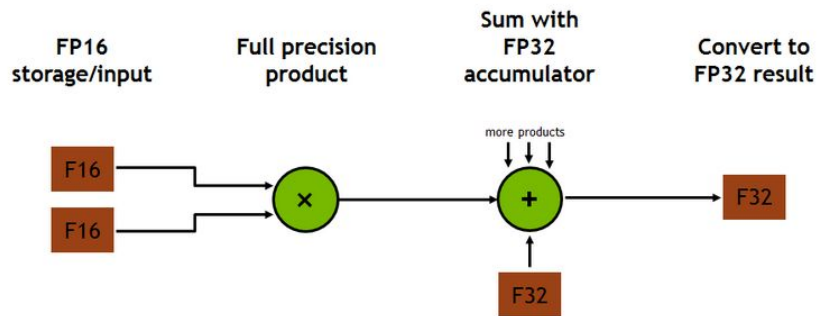 FP16
storage/input
Full precision
product
Sum with
FP32
accumulator
Convert to
FP32 result
more products
F16
F16
×
+
F32
F32